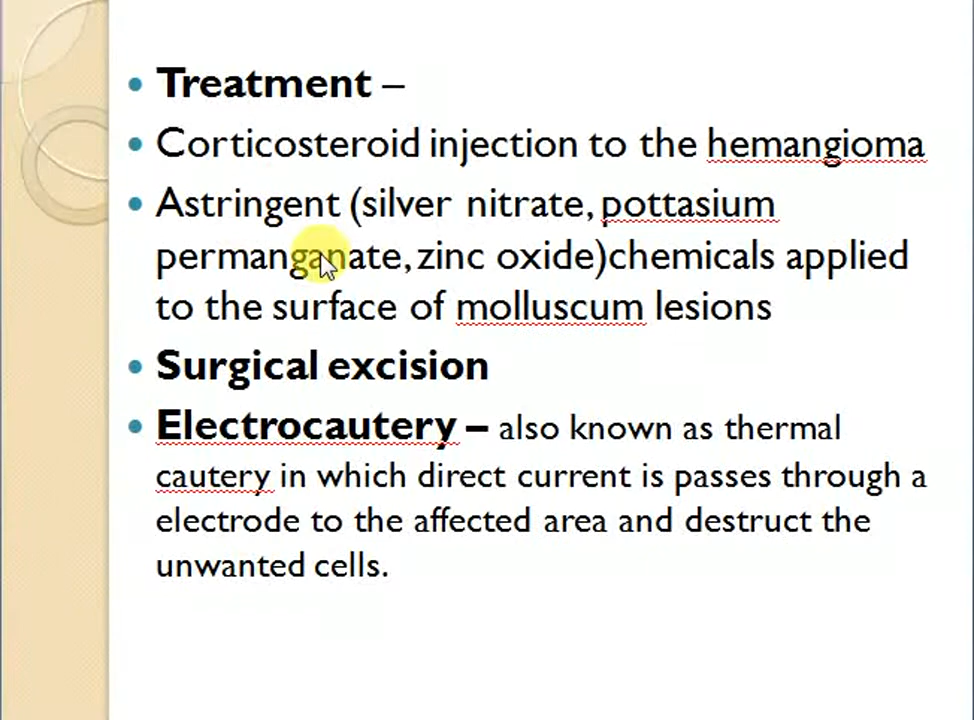 Treatment –
Corticosteroid injection to the hemangioma
Astringent (silver nitrate, pottasium
permanganate, zinc oxide)chemicals applied
to the surface of molluscum lesions
Surgical excision
Electrocautery – also known as thermal
cautery in which direct current is passes through a
electrode to the affected area and destruct the
unwanted cells.